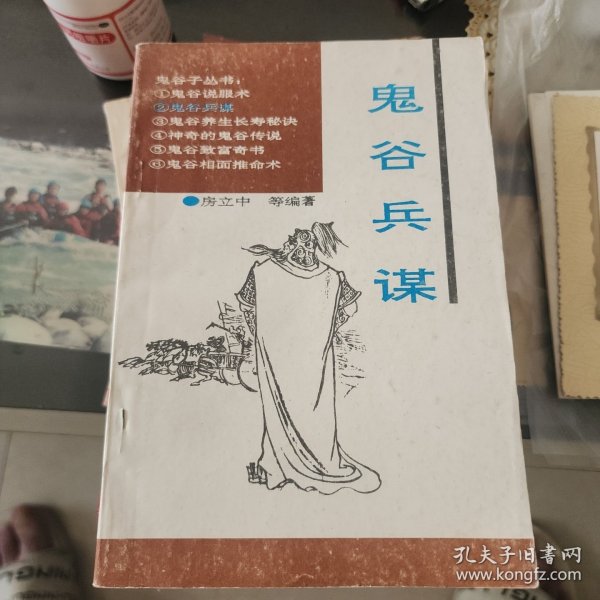 鬼谷子丛书:
①鬼谷说服术
②鬼谷兵谋
③鬼谷养生长寿秘诀
④神奇的鬼谷传说
⑤鬼谷致富奇书
⑥鬼谷相面推命术
●房立中 等编著
鬼谷兵谋
孔夫子旧书网
www.kongfz.com